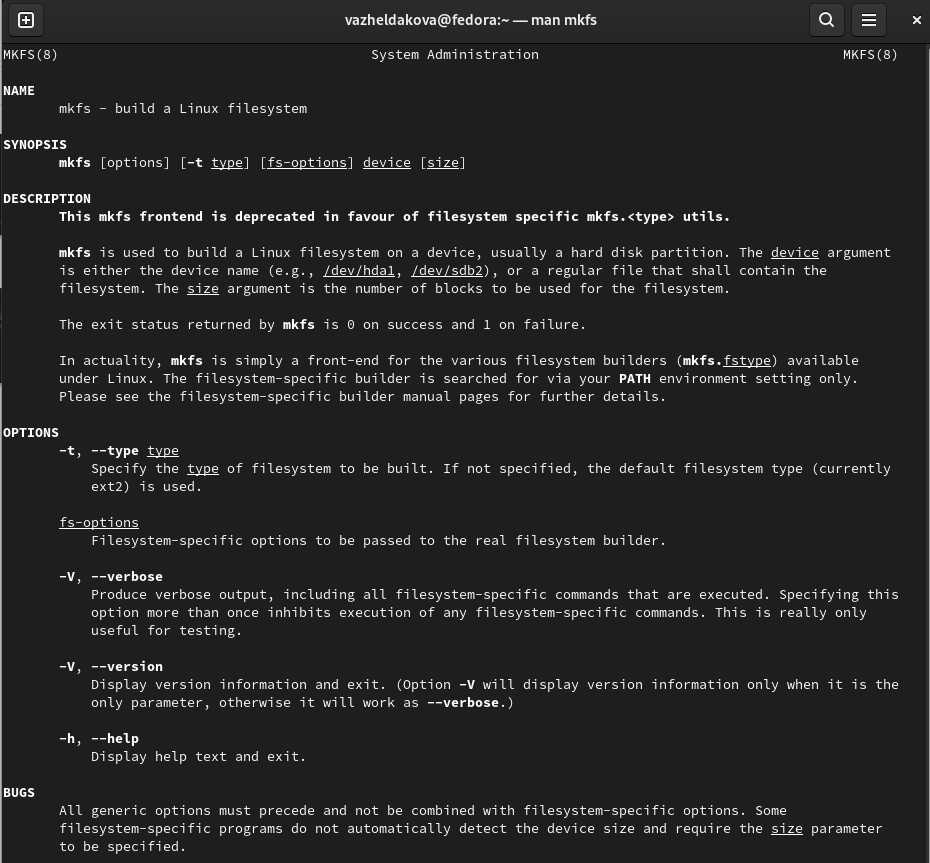 vazheldakova@fedora:~ — man mkfs
MKFS(8) System Administration MKFS(8)
NAME
mkfs - build a Linux filesystem
SYNOPSIS
mkfs [options] [-t type] [fs-options] device [size]
DESCRIPTION
This mkfs frontend is deprecated in favour of filesystem specific mkfs.<type> utils.
mkfs is used to build a Linux filesystem on a device, usually a hard disk partition. The device argument
is either the device name (e.g., /dev/hda1, /dev/sdb2), or a regular file that shall contain the
filesystem. The size argument is the number of blocks to be used for the filesystem.
The exit status returned by mkfs is 0 on success and 1 on failure.
In actuality, mkfs is simply a front-end for the various filesystem builders (mkfs.fstype) available
under Linux. The filesystem-specific builder is searched for via your PATH environment setting only.
Please see the filesystem-specific builder manual pages for further details.
OPTIONS
-t, --type type
Specify the type of filesystem to be built. If not specified, the default filesystem type (currently
ext2) is used.
fs-options
Filesystem-specific options to be passed to the real filesystem builder.
-V, --verbose
Produce verbose output, including all filesystem-specific commands that are executed. Specifying this
option more than once inhibits execution of any filesystem-specific commands. This is really only
useful for testing.
-V, --version
Display version information and exit. (Option -V will display version information only when it is the
only parameter, otherwise it will work as --verbose.)
-h, --help
Display help text and exit.
BUGS
All generic options must precede and not be combined with filesystem-specific options. Some
filesystem-specific programs do not automatically detect the device size and require the size parameter
to be specified.